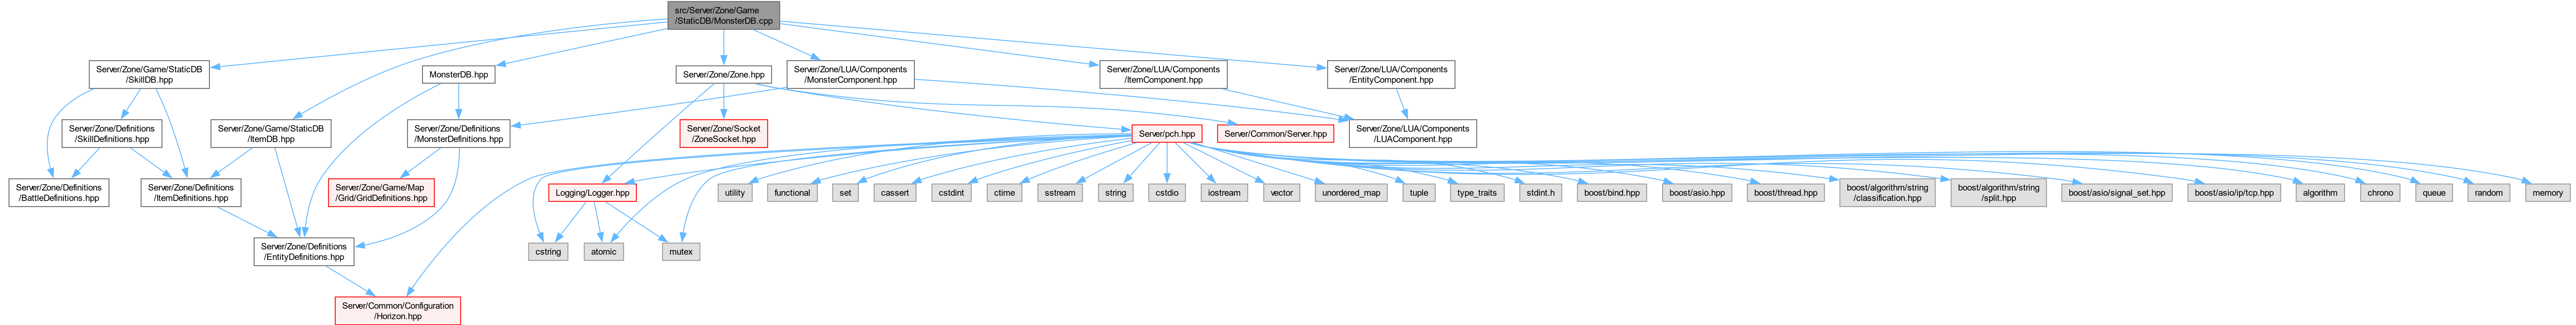 src/Server/Zone/Game
/StaticDB/MonsterDB.cpp
Server/Zone/Game/StaticDB
/SkillDB.hpp
MonsterDB.hpp
Server/Zone/Zone.hpp
Server/Zone/LUA/Components
/MonsterComponent.hpp
Server/Zone/LUA/Components
/ItemComponent.hpp
Server/Zone/LUA/Components
/EntityComponent.hpp
Server/Zone/Definitions
/SkillDefinitions.hpp
Server/Zone/Game/StaticDB
/ItemDB.hpp
Server/Zone/Definitions
/MonsterDefinitions.hpp
Server/Zone/Socket
/ZoneSocket.hpp
Server/pch.hpp
Server/Common/Server.hpp
Server/Zone/LUA/Components
/LUAComponent.hpp
Server/Zone/Definitions
/BattleDefinitions.hpp
Server/Zone/Definitions
/ItemDefinitions.hpp
Server/Zone/Game/Map
/Grid/GridDefinitions.hpp
Logging/Logger.hpp
utility
functional
set
cassert
cstdint
ctime
sstream
string
cstdio
iostream
vector
unordered_map
tuple
type_traits
stdint.h
boost/bind.hpp
boost/asio.hpp
boost/thread.hpp
boost/algorithm/string
/classification.hpp
boost/algorithm/string
/split.hpp
boost/asio/signal_set.hpp
boost/asio/ip/tcp.hpp
algorithm
chrono
queue
random
memory
Server/Zone/Definitions
/EntityDefinitions.hpp
cstring
atomic
mutex
Server/Common/Configuration
/Horizon.hpp